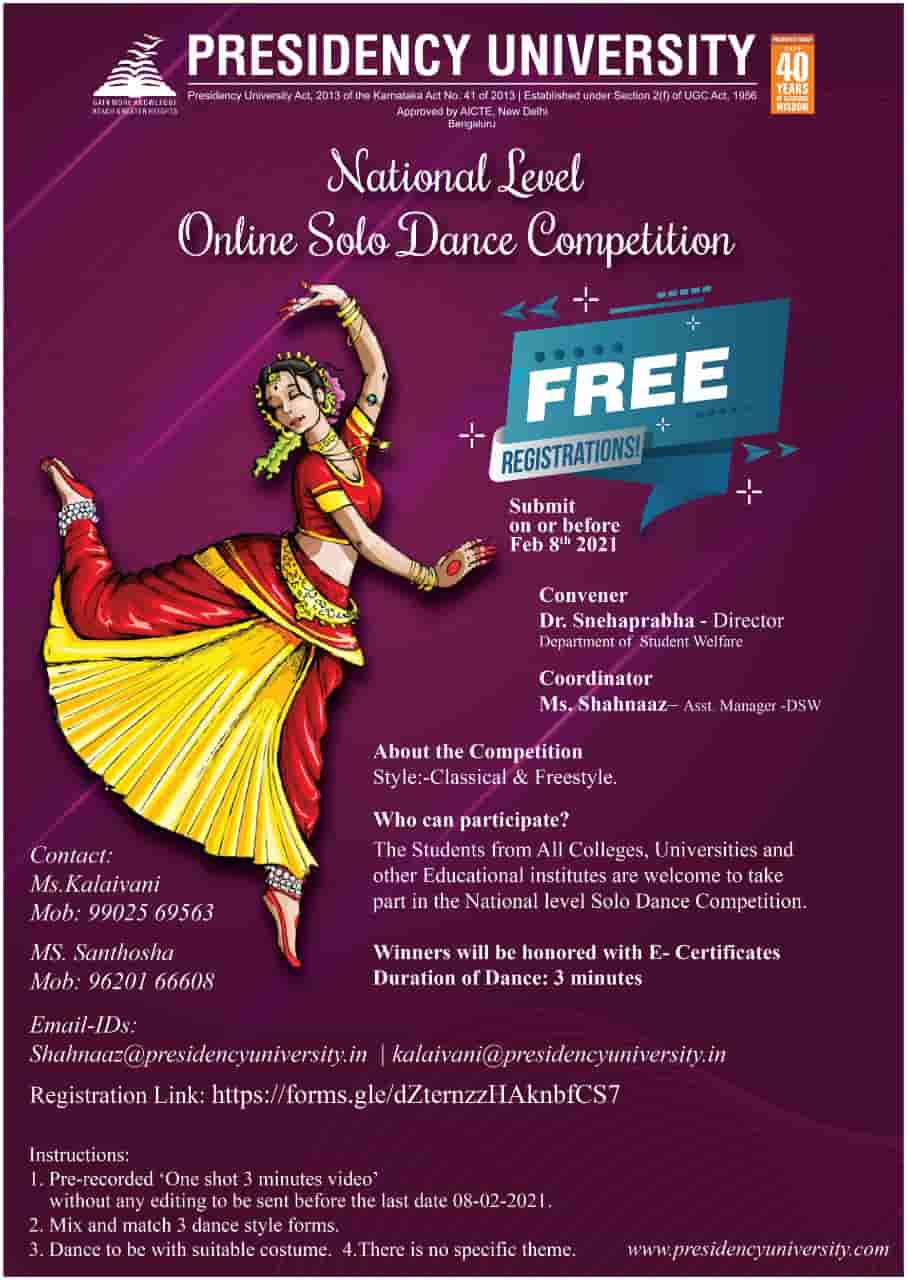 PRESIDENCY UNIVERSITY
GAIN MORE KNOWLEDGE
REACH GREATER HEIGHTS
Presidency University Act, 2013 of the Karnataka Act No. 41 of 2013 | Established under Section 2(f) of UGC Act, 1956
Approved by AICTE, New Delhi
Bengaluru
40
YEARS
OF ACADEMIC
WISDOM
National Level
Online Solo Dance Competition
FREE
REGISTRATIONS!
Submit
on or before
Feb 8th 2021
Convener
Dr. Snehaprabha - Director
Department of Student Welfare
Coordinator
Ms. Shahnaaz– Asst. Manager -DSW
About the Competition
Style:-Classical & Freestyle.
Who can participate?
The Students from All Colleges, Universities and
other Educational institutes are welcome to take
part in the National level Solo Dance Competition.
Winners will be honored with E- Certificates
Duration of Dance: 3 minutes
Contact:
Ms.Kalaivani
Mob: 99025 69563
MS. Santhosha
Mob: 96201 66608
Email-IDs:
Shahnaaz@presidencyuniversity.in | kalaivani@presidencyuniversity.in
Registration Link: https://forms.gle/dZternzzHAknbfCS7
Instructions:
1. Pre-recorded ‘One shot 3 minutes video’
without any editing to be sent before the last date 08-02-2021.
2. Mix and match 3 dance style forms.
3. Dance to be with suitable costume. 4.There is no specific theme.
www.presidencyuniversity.com